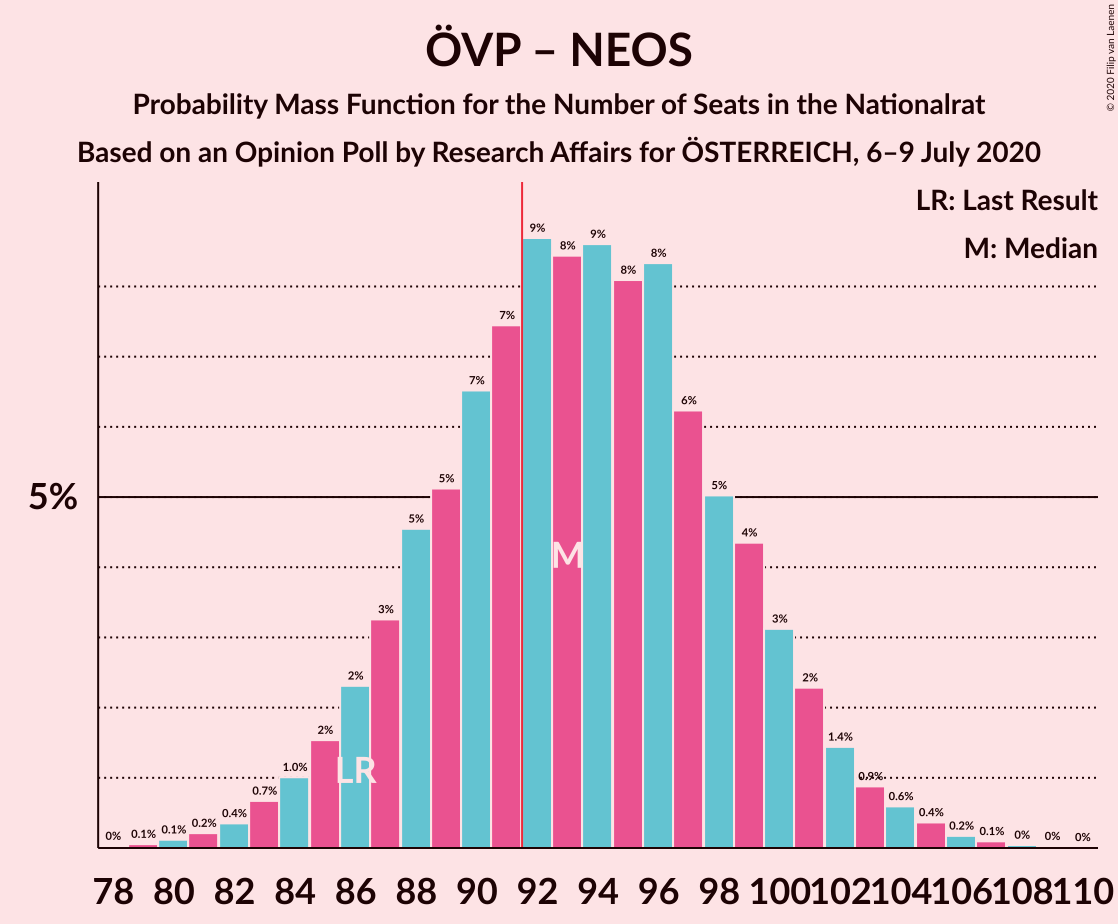 ÖVP – NEOS
Probability Mass Function for the Number of Seats in the Nationalrat
Based on an Opinion Poll by Research Affairs for ÖSTERREICH, 6–9 July 2020
© 2020 Filip van Laenen
LR: Last Result
M: Median
5%
0% 0.1% 0.1% 0.2% 0.4% 0.7% 1.0% 2% 2% 3% 5% 5% 7% 7% 9% 8% 9% 8% 8% 6% 5% 4% 3% 2% 1.4% 0.9% 0.6% 0.4% 0.2% 0.1% 0% 0% 0%
M
LR
78 80 82 84 86 88 90 92 94 96 98 100 102 104 106 108 110